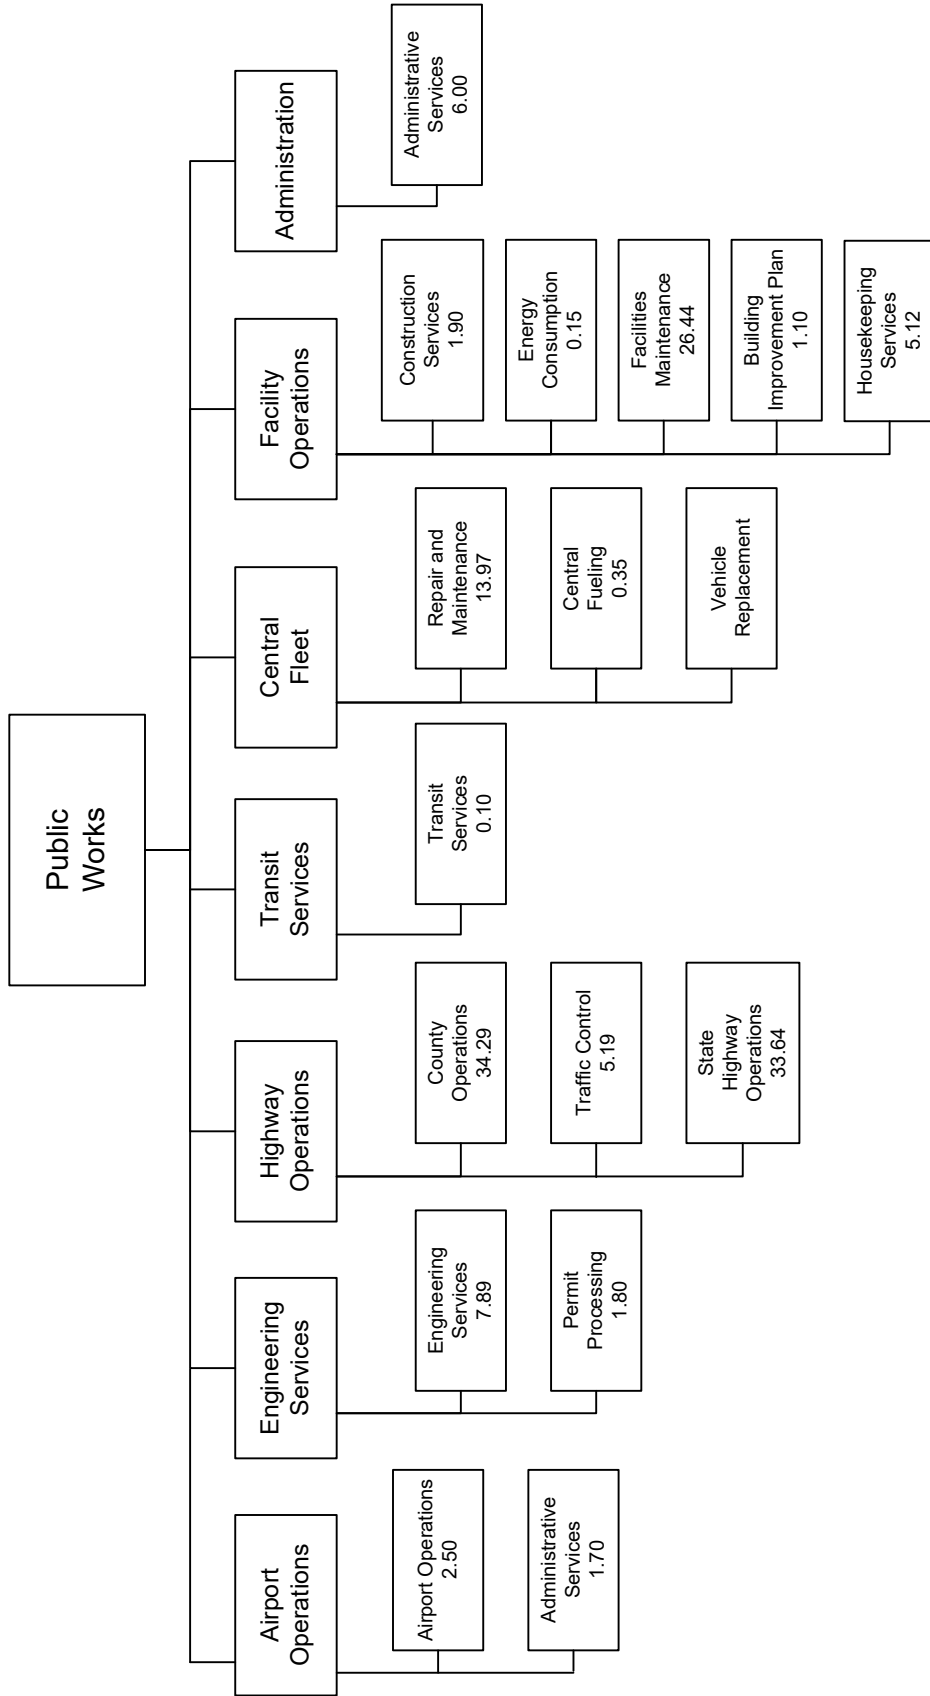 Public
Works
Airport
Operations
Airport Operations
2.50
Administrative
Services
1.70
Engineering
Services
Engineering
Services
7.89
Permit
Processing
1.80
Highway
Operations
County
Operations
34.29
Traffic Control
5.19
State
Highway
Operations
33.64
Transit
Services
Transit
Services
0.10
Central
Fleet
Repair and
Maintenance
13.97
Central
Fueling
0.35
Vehicle
Replacement
Facility
Operations
Construction
Services
1.90
Energy
Consumption
0.15
Facilities
Maintenance
26.44
Building
Improvement Plan
1.10
Housekeeping
Services
5.12
Administration
Administrative
Services
6.00